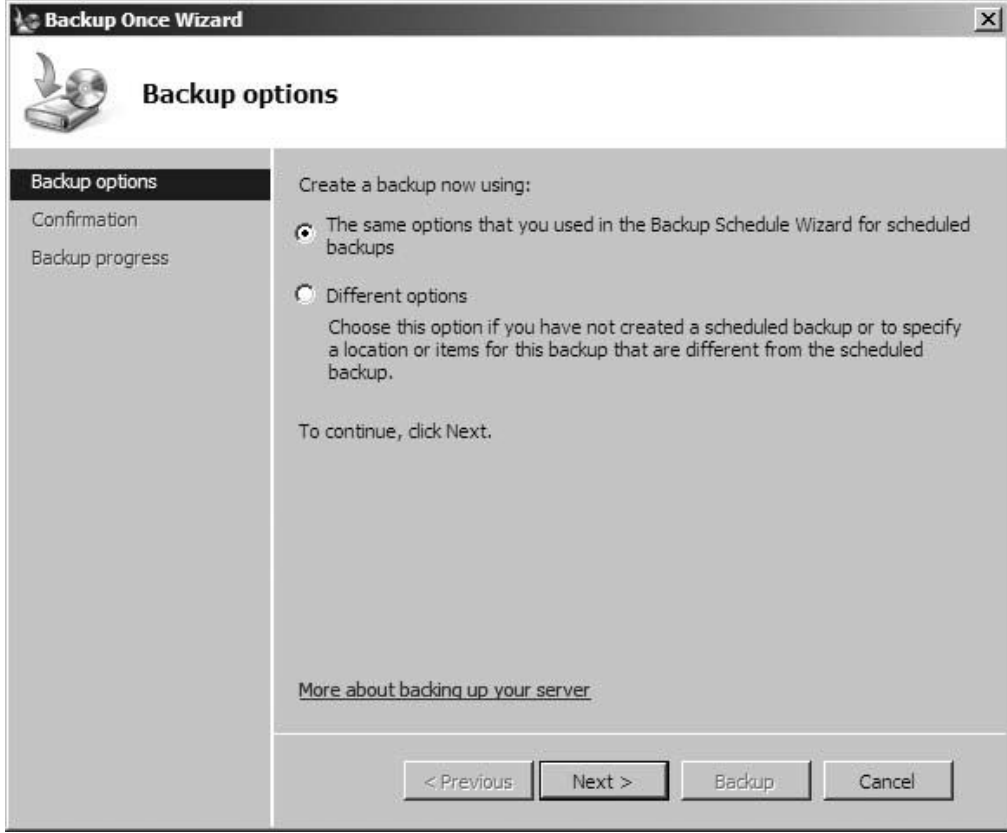 Backup Once Wizard
Backup options
Backup options
Confirmation
Backup progress
Create a backup now using:
The same options that you used in the Backup Schedule Wizard for scheduled
backups
Different options
Choose this option if you have not created a scheduled backup or to specify
a location or items for this backup that are different from the scheduled
backup.
To continue, click Next.
More about backing up your server
< Previous
Next >
Backup
Cancel